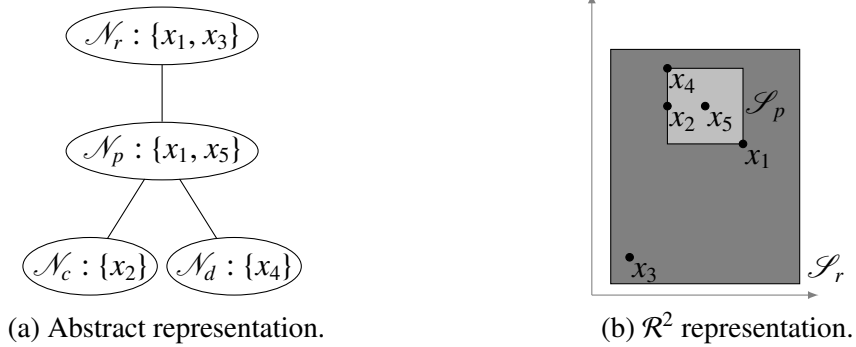 𝒩r : {x1, x3}
𝒩p : {x1, x5}
𝒩c : {x2}
𝒩d : {x4}
(a) Abstract representation.
x4
x2
x5
𝒮p
x1
x3
𝒮r
(b) ℛ² representation.